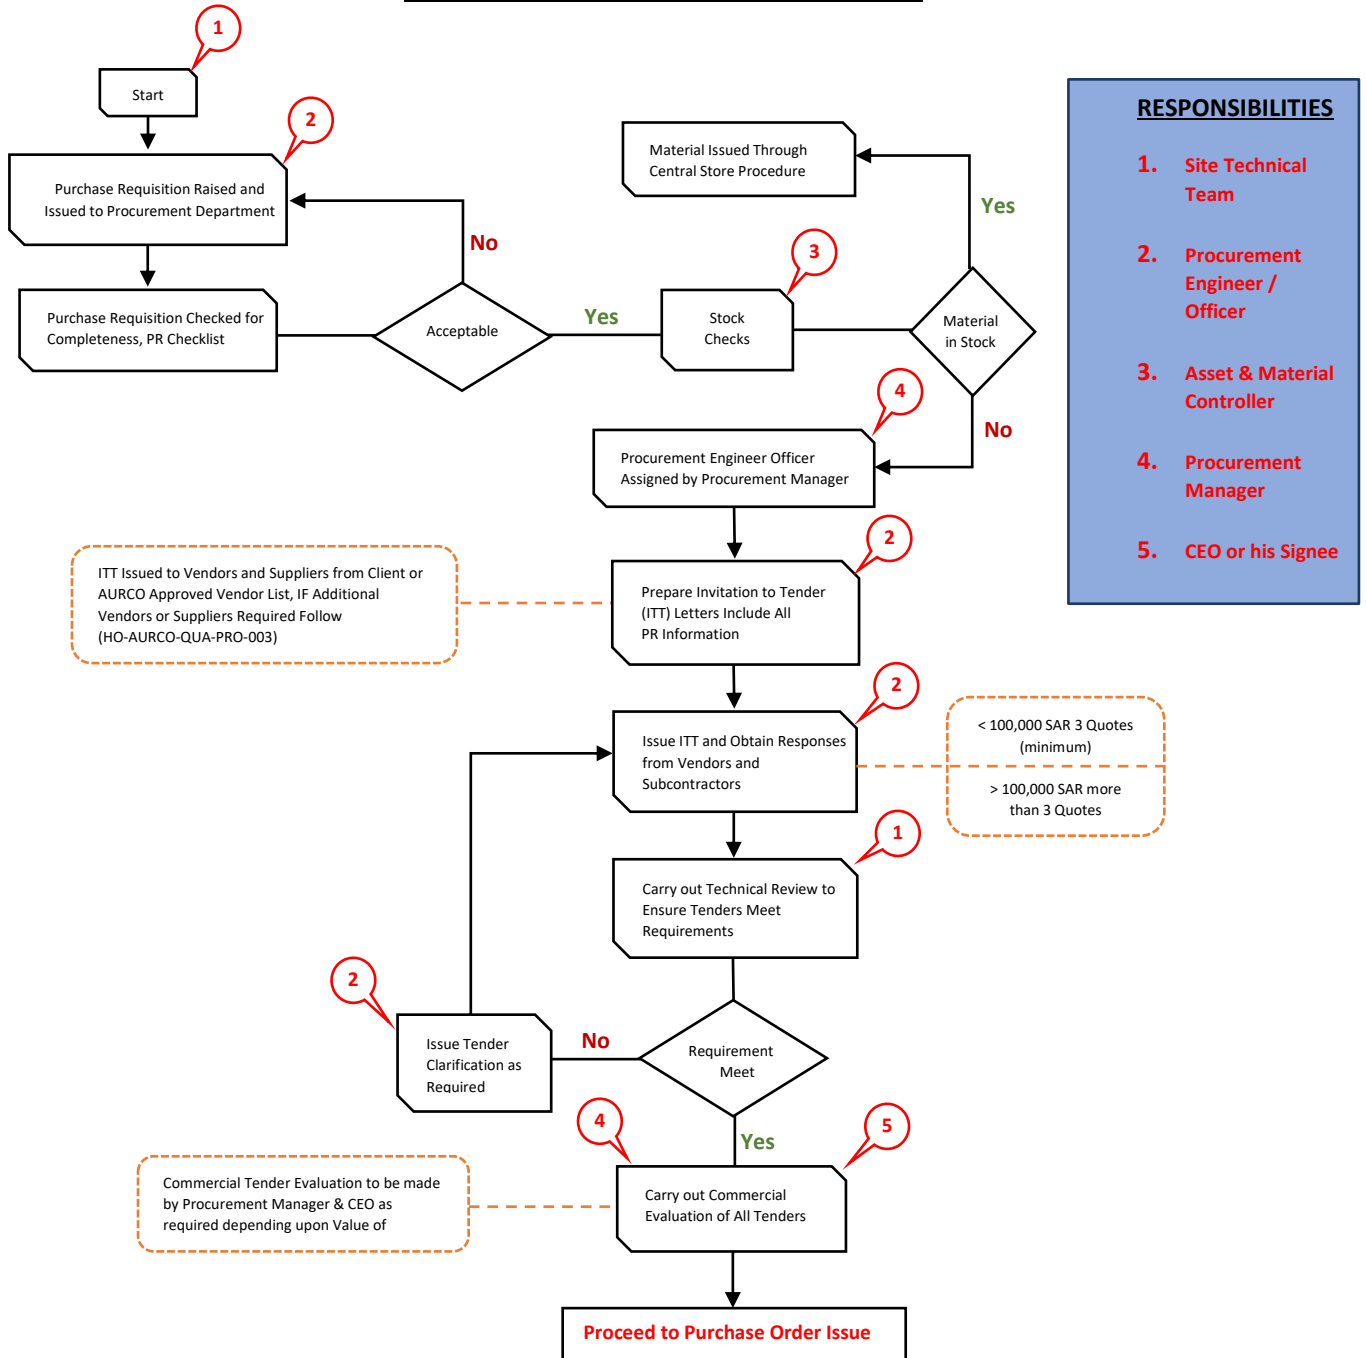 1
Start
2
Purchase Requisition Raised and
Issued to Procurement Department
No
Purchase Requisition Checked for
Completeness, PR Checklist
Acceptable
Yes
3
Stock
Checks
Material Issued Through
Central Store Procedure
Yes
Material
in Stock
No
4
Procurement Engineer Officer
Assigned by Procurement Manager
RESPONSIBILITIES
1. Site Technical
Team
2. Procurement
Engineer /
Officer
3. Asset & Material
Controller
4. Procurement
Manager
5. CEO or his Signee
2
ITT Issued to Vendors and Suppliers from Client or
AURCO Approved Vendor List, IF Additional
Vendors or Suppliers Required Follow
(HO-AURCO-QUA-PRO-003)
Prepare Invitation to Tender
(ITT) Letters Include All
PR Information
2
Issue ITT and Obtain Responses
from Vendors and
Subcontractors
< 100,000 SAR 3 Quotes
(minimum)
> 100,000 SAR more
than 3 Quotes
1
Carry out Technical Review to
Ensure Tenders Meet
Requirements
2
Issue Tender
Clarification as
Required
No
Requirement
Meet
Yes
4
5
Commercial Tender Evaluation to be made
by Procurement Manager & CEO as
required depending upon Value of
Carry out Commercial
Evaluation of All Tenders
Proceed to Purchase Order Issue